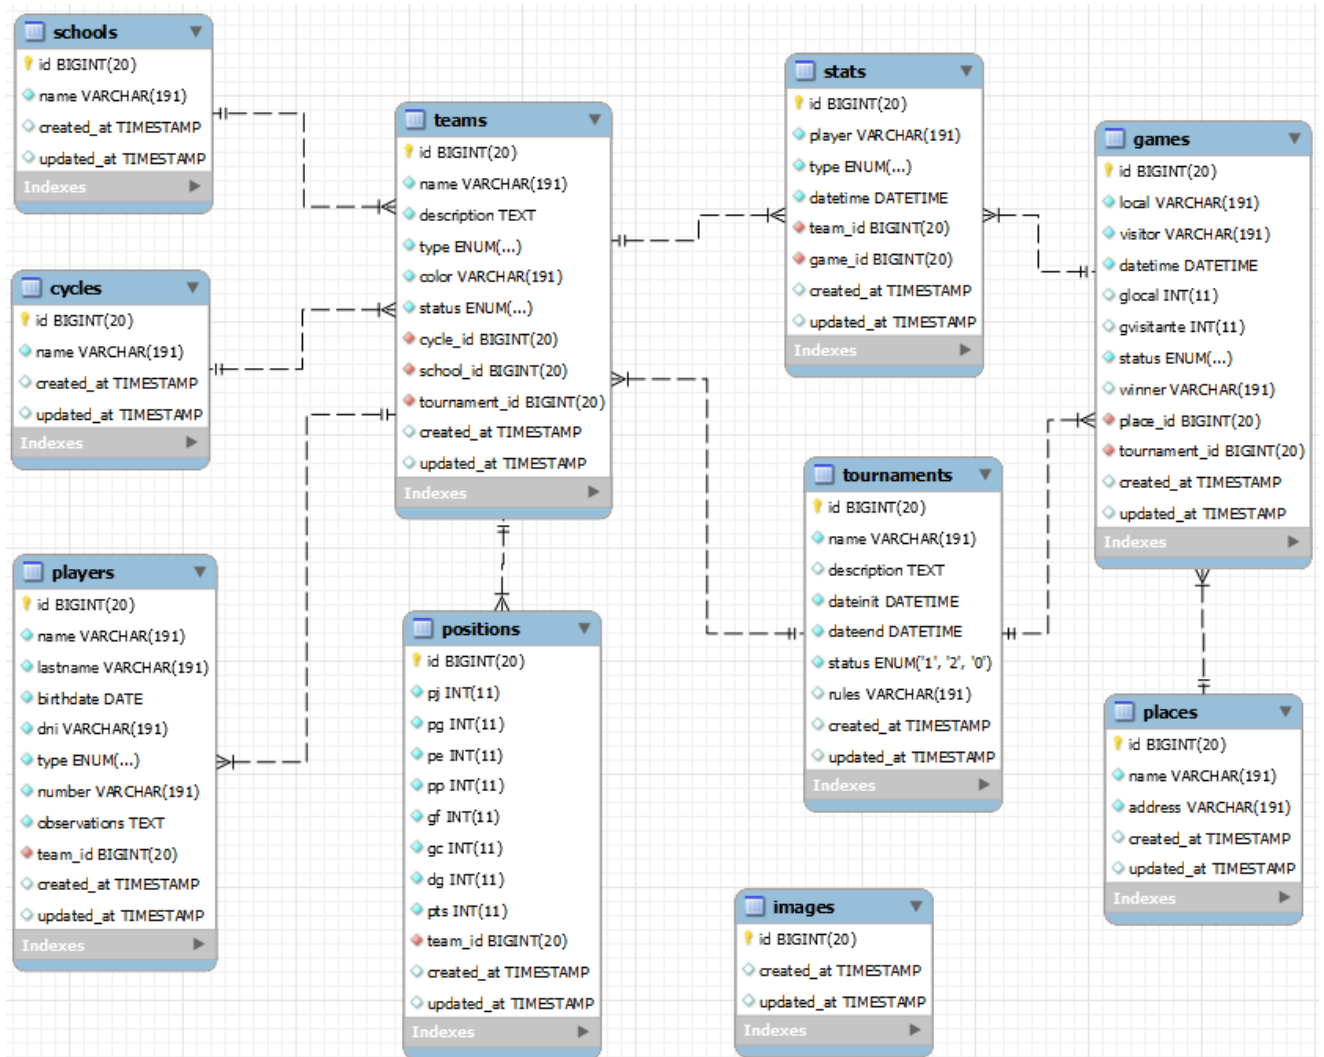 schools
id BIGINT(20)
name VARCHAR(191)
created_at TIMESTAMP
updated_at TIMESTAMP
Indexes
cycles
id BIGINT(20)
name VARCHAR(191)
created_at TIMESTAMP
updated_at TIMESTAMP
Indexes
players
id BIGINT(20)
name VARCHAR(191)
lastname VARCHAR(191)
birthdate DATE
dni VARCHAR(191)
type ENUM(...)
number VARCHAR(191)
observations TEXT
team_id BIGINT(20)
created_at TIMESTAMP
updated_at TIMESTAMP
Indexes
teams
id BIGINT(20)
name VARCHAR(191)
description TEXT
type ENUM(...)
color VARCHAR(191)
status ENUM(...)
cycle_id BIGINT(20)
school_id BIGINT(20)
tournament_id BIGINT(20)
created_at TIMESTAMP
updated_at TIMESTAMP
Indexes
positions
id BIGINT(20)
pj INT(11)
pg INT(11)
pe INT(11)
pp INT(11)
gf INT(11)
gc INT(11)
dg INT(11)
pts INT(11)
team_id BIGINT(20)
created_at TIMESTAMP
updated_at TIMESTAMP
Indexes
stats
id BIGINT(20)
player VARCHAR(191)
type ENUM(...)
datetime DATETIME
team_id BIGINT(20)
game_id BIGINT(20)
created_at TIMESTAMP
updated_at TIMESTAMP
Indexes
tournaments
id BIGINT(20)
name VARCHAR(191)
description TEXT
dateinit DATETIME
dateend DATETIME
status ENUM('1', '2', '0')
rules VARCHAR(191)
created_at TIMESTAMP
updated_at TIMESTAMP
Indexes
images
id BIGINT(20)
created_at TIMESTAMP
updated_at TIMESTAMP
Indexes
games
id BIGINT(20)
local VARCHAR(191)
visitor VARCHAR(191)
datetime DATETIME
glocal INT(11)
gvisitante INT(11)
status ENUM(...)
winner VARCHAR(191)
place_id BIGINT(20)
tournament_id BIGINT(20)
created_at TIMESTAMP
updated_at TIMESTAMP
Indexes
places
id BIGINT(20)
name VARCHAR(191)
address VARCHAR(191)
created_at TIMESTAMP
updated_at TIMESTAMP
Indexes